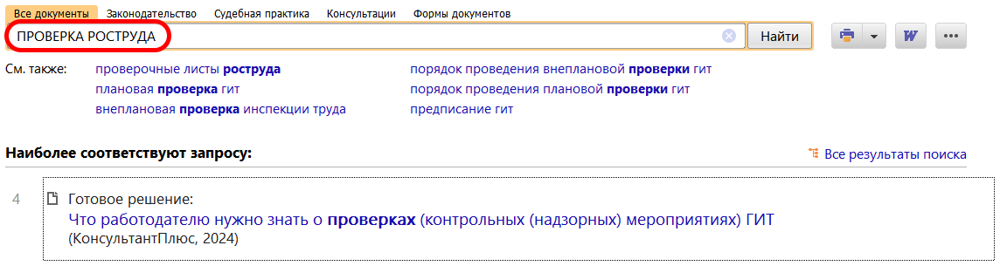 Все документы Законодательство Судебная практика Консультации Формы документов
ПРОВЕРКА РОСТРУДА Найти W
См. также: проверочные листы роструда порядок проведения внеплановой проверки гит
плановая проверка гит порядок проведения плановой проверки гит
внеплановая проверка инспекции труда предписание гит
Наиболее соответствуют запросу: Все результаты поиска
4 Готовое решение:
Что работодателю нужно знать о проверках (контрольных (надзорных) мероприятиях) ГИТ
(КонсультантПлюс, 2024)